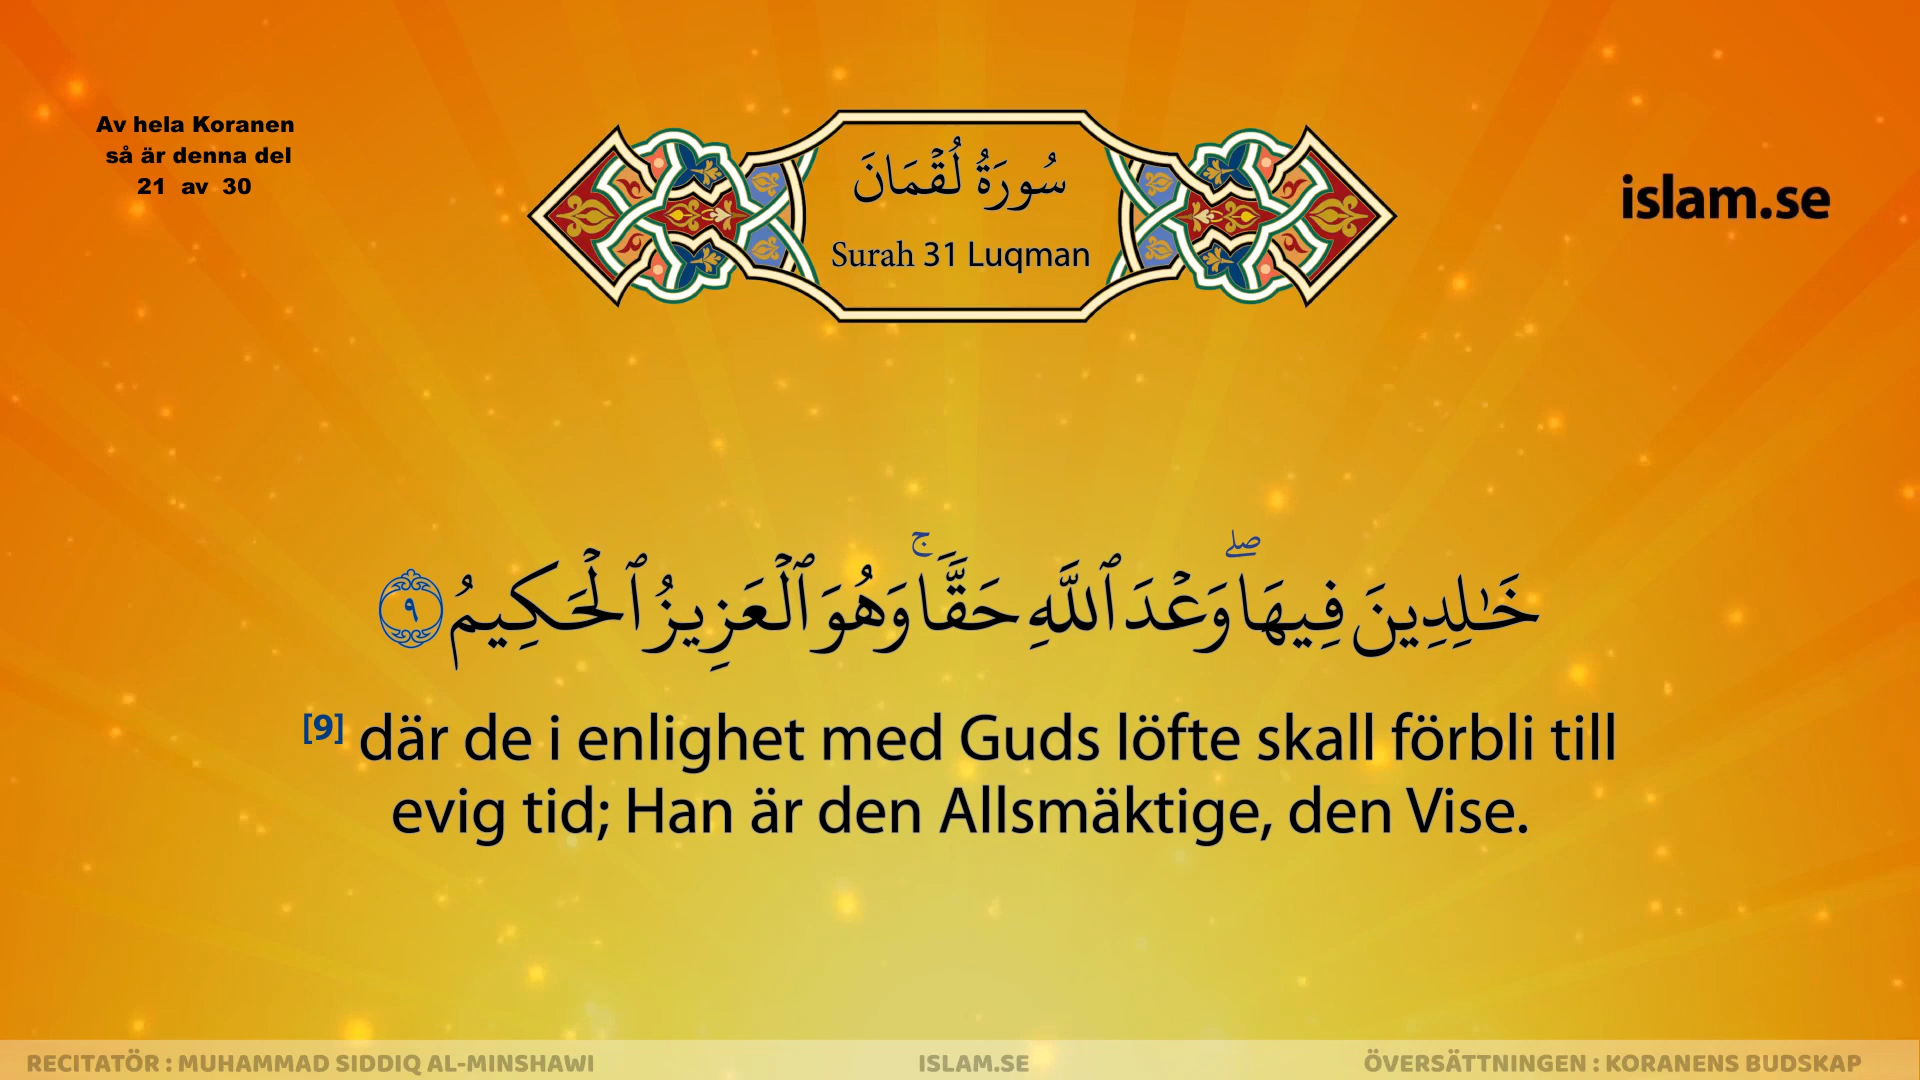 Av hela Koranen
så är denna del
21 av 30
سُورَةُ لُقۡمَانَ
Surah 31 Luqman
islam.se
خَٰلِدِينَ فِيهَاۖ وَعۡدَ ٱللَّهِ حَقّٗاۚ وَهُوَ ٱلۡعَزِيزُ ٱلۡحَكِيمُ ٩
[9] där de i enlighet med Guds löfte skall förbli till
evig tid; Han är den Allsmäktige, den Vise.
RECITATÖR : MUHAMMAD SIDDIQ AL-MINSHAWI
ISLAM.SE
ÖVERSÄTTNINGEN : KORANENS BUDSKAP